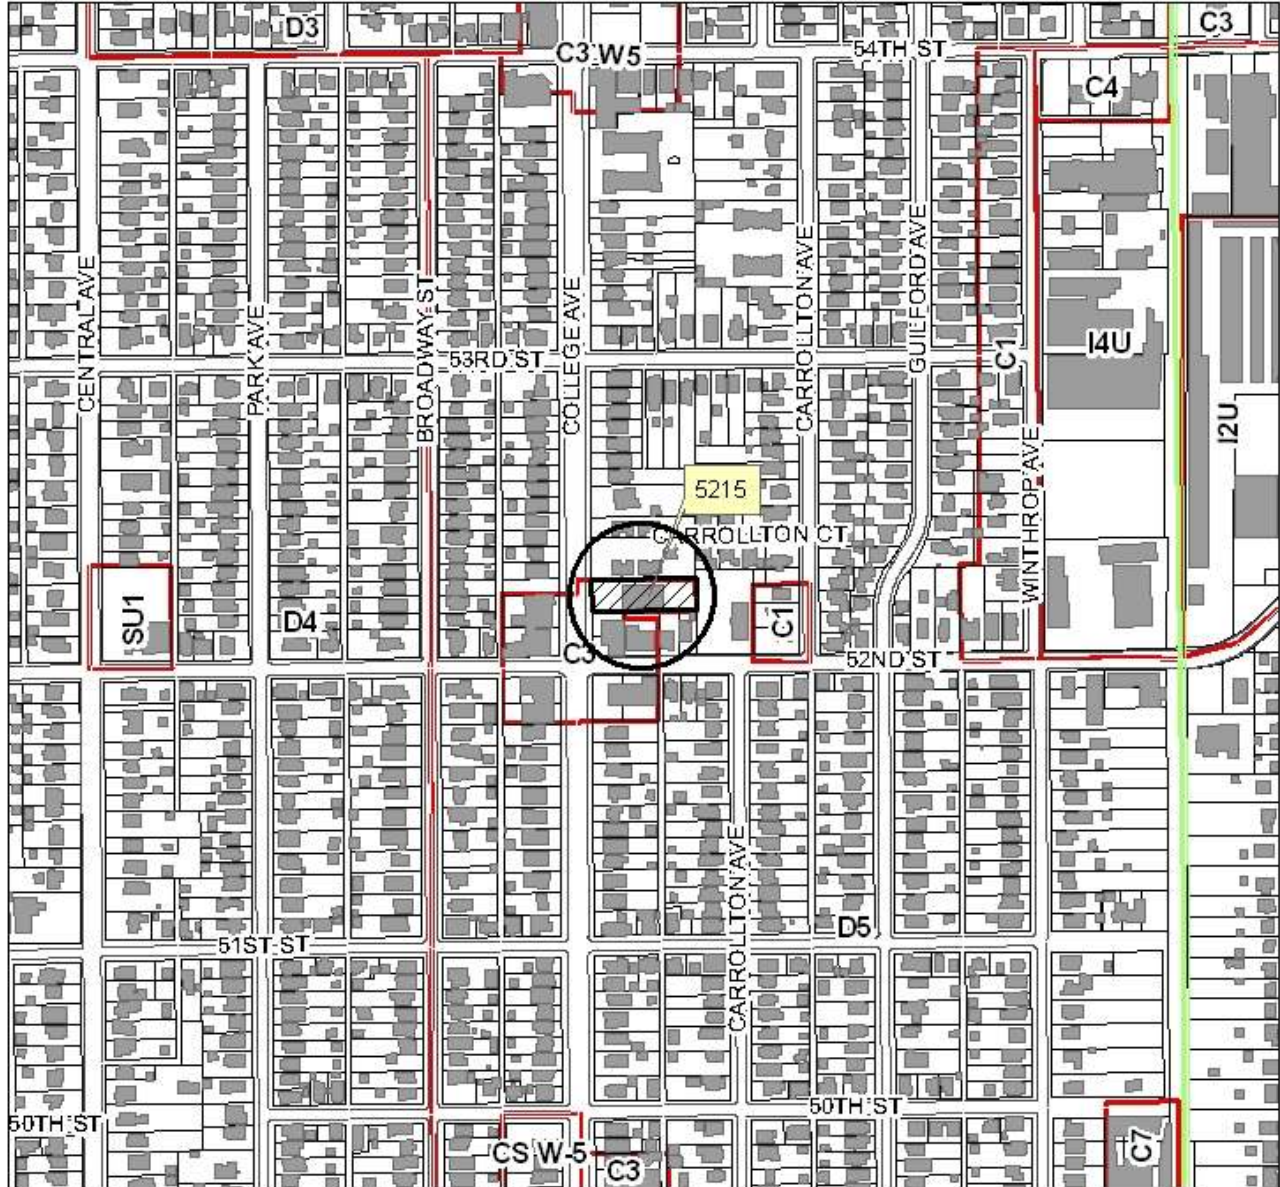 D3
C3 W5
54TH ST
C3
C4
CENTRAL AVE
PARK AVE
BROADWAY ST
COLLEGE AVE
CARROLLTON AVE
GUILFORD AVE
53RD ST
C1
I4U
I2U
WINTHROP AVE
5215
CARROLLTON CT
SU1
D4
C3
C1
52ND ST
CARROLLTON AVE
D5
51ST ST
50TH ST
50TH ST
CS W-5
C3
C7